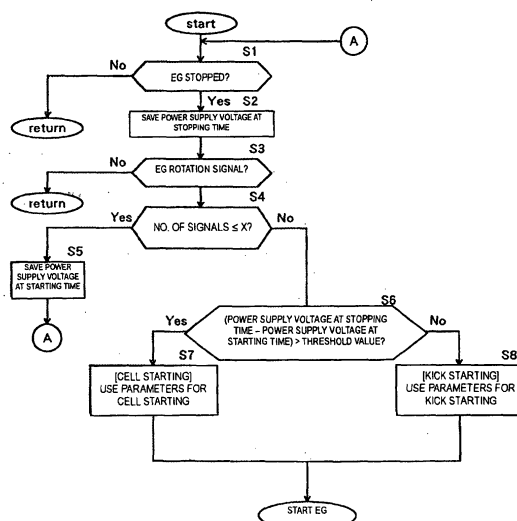 start
A
S1
No
EG STOPPED?
Yes S2
return
SAVE POWER SUPPLY VOLTAGE AT
STOPPING TIME
S3
No
EG ROTATION SIGNAL?
return
S4
Yes
No
NO. OF SIGNALS ≤ X?
S5
SAVE POWER
SUPPLY VOLTAGE
AT STARTING TIME
A
S6
Yes
(POWER SUPPLY VOLTAGE AT STOPPING
TIME – POWER SUPPLY VOLTAGE AT
STARTING TIME) > THRESHOLD VALUE?
No
S7
[CELL STARTING]
USE PARAMETERS FOR
CELL STARTING
S8
[KICK STARTING]
USE PARAMETERS FOR
KICK STARTING
START EG